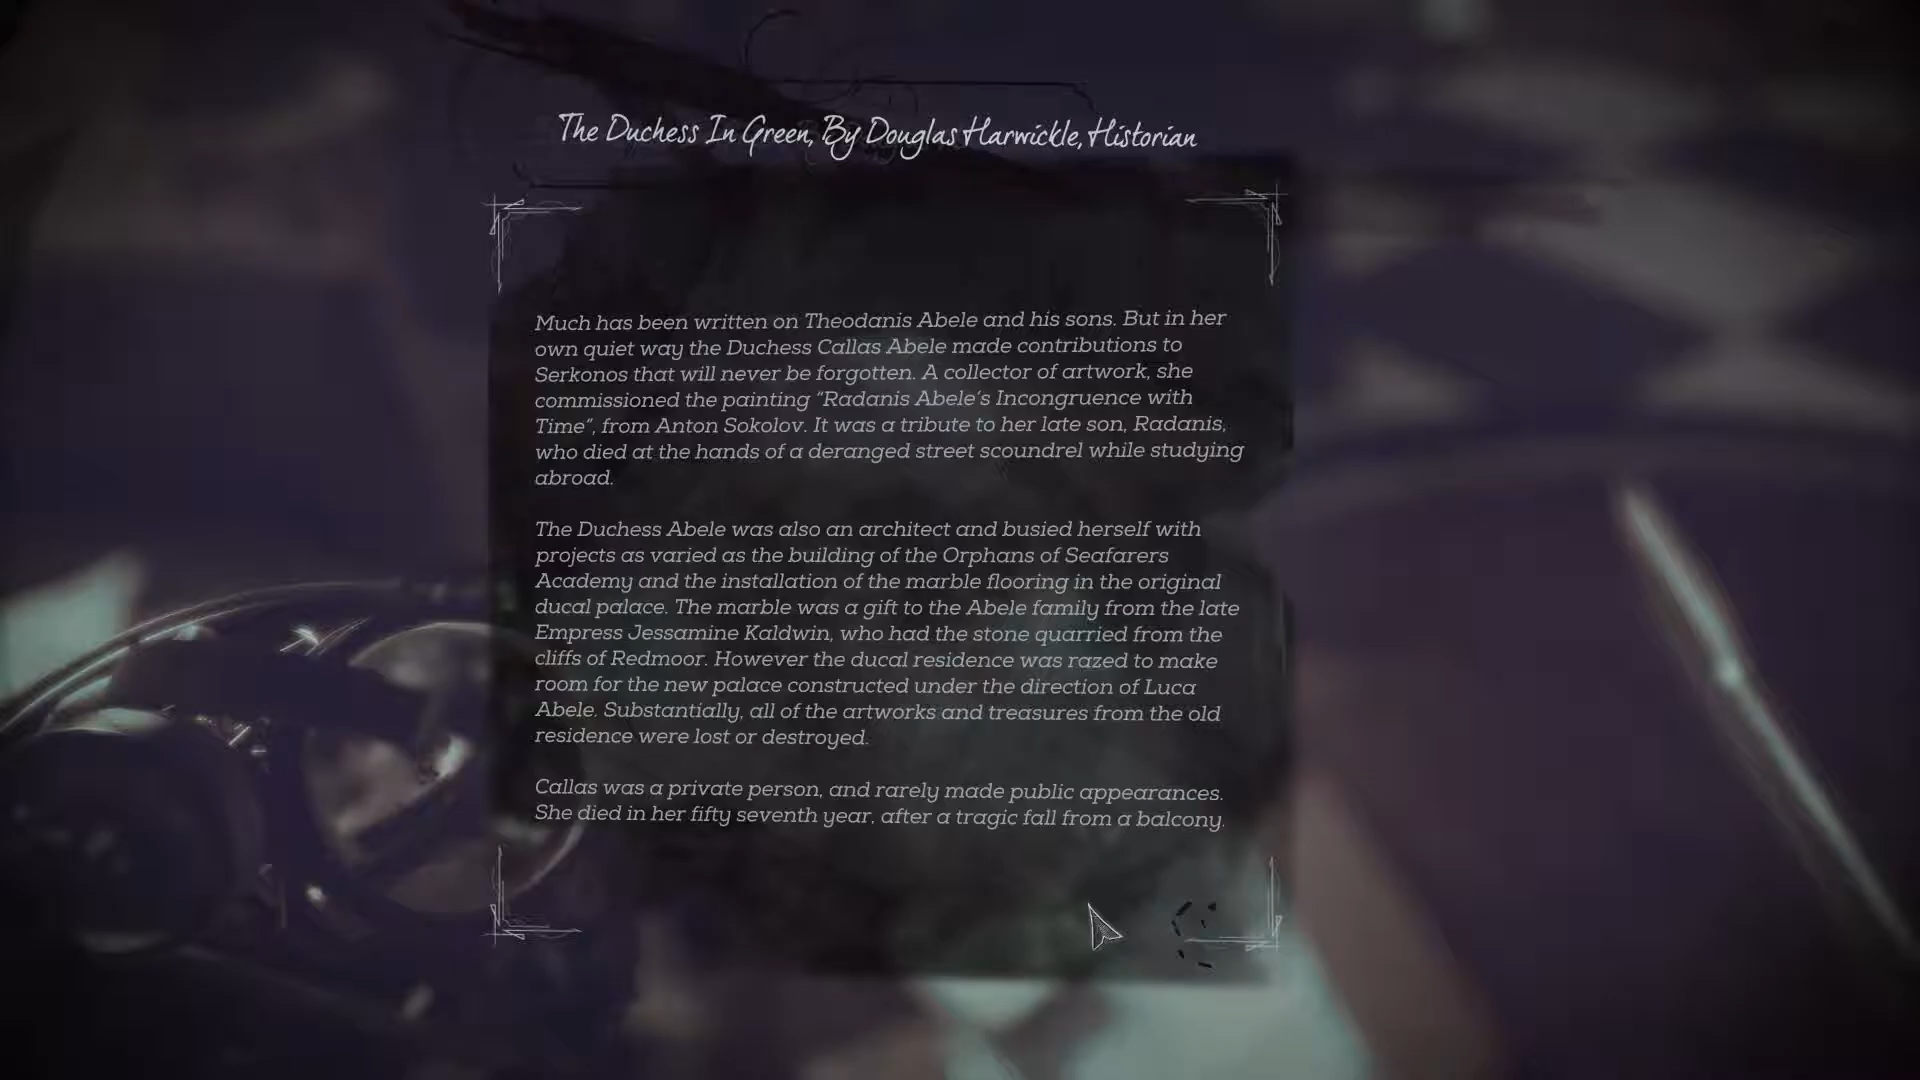 The Duchess In Green, By Douglas Harwickle, Historian
Much has been written on Theodanis Abele and his sons. But in her
own quiet way the Duchess Callas Abele made contributions to
Serkonos that will never be forgotten. A collector of artwork, she
commissioned the painting “Radanis Abele’s Incongruence with
Time”, from Anton Sokolov. It was a tribute to her late son, Radanis,
who died at the hands of a deranged street scoundrel while studying
abroad.
The Duchess Abele was also an architect and busied herself with
projects as varied as the building of the Orphans of Seafarers
Academy and the installation of the marble flooring in the original
ducal palace. The marble was a gift to the Abele family from the late
Empress Jessamine Kaldwin, who had the stone quarried from the
cliffs of Redmoor. However the ducal residence was razed to make
room for the new palace constructed under the direction of Luca
Abele. Substantially, all of the artworks and treasures from the old
residence were lost or destroyed.
Callas was a private person, and rarely made public appearances.
She died in her fifty seventh year, after a tragic fall from a balcony.